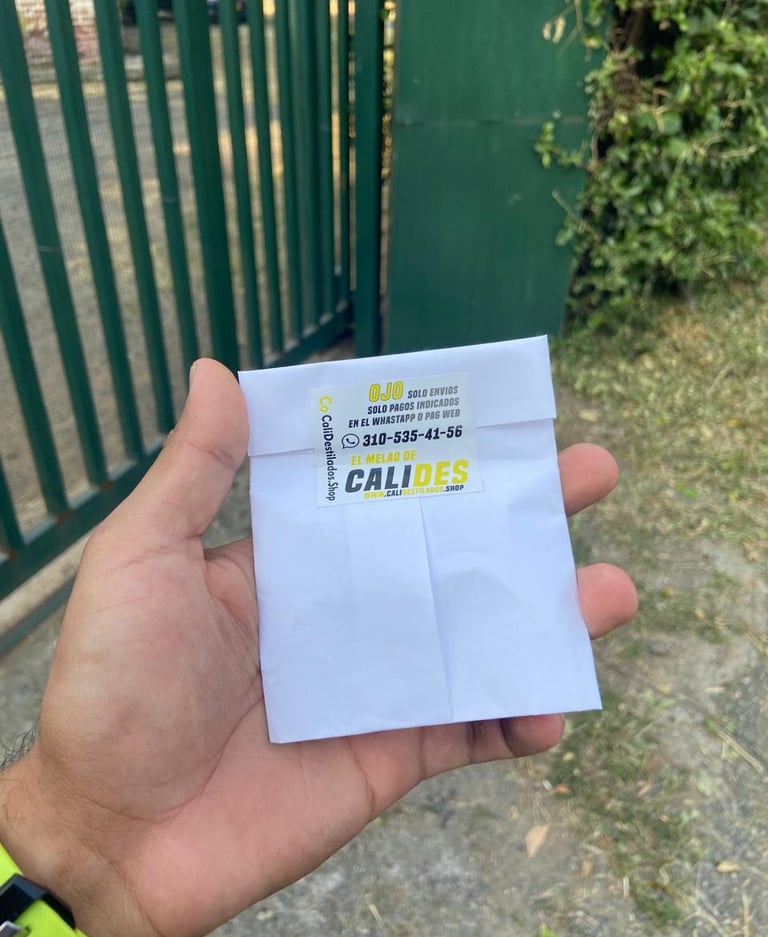 OJO SOLO ENVIOS
SOLO PAGOS INDICADOS
EN EL WHASTAPP O PAG WEB
310-535-41-56
EL MELAO DE
CALIDES
WWW.CALIDESTILADOS.SHOP
Co CaliDestilados.Shop